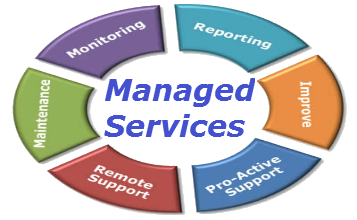 Monitoring
Reporting
Improve
Pro-Active
Support
Remote
Support
Maintenance
Managed
Services